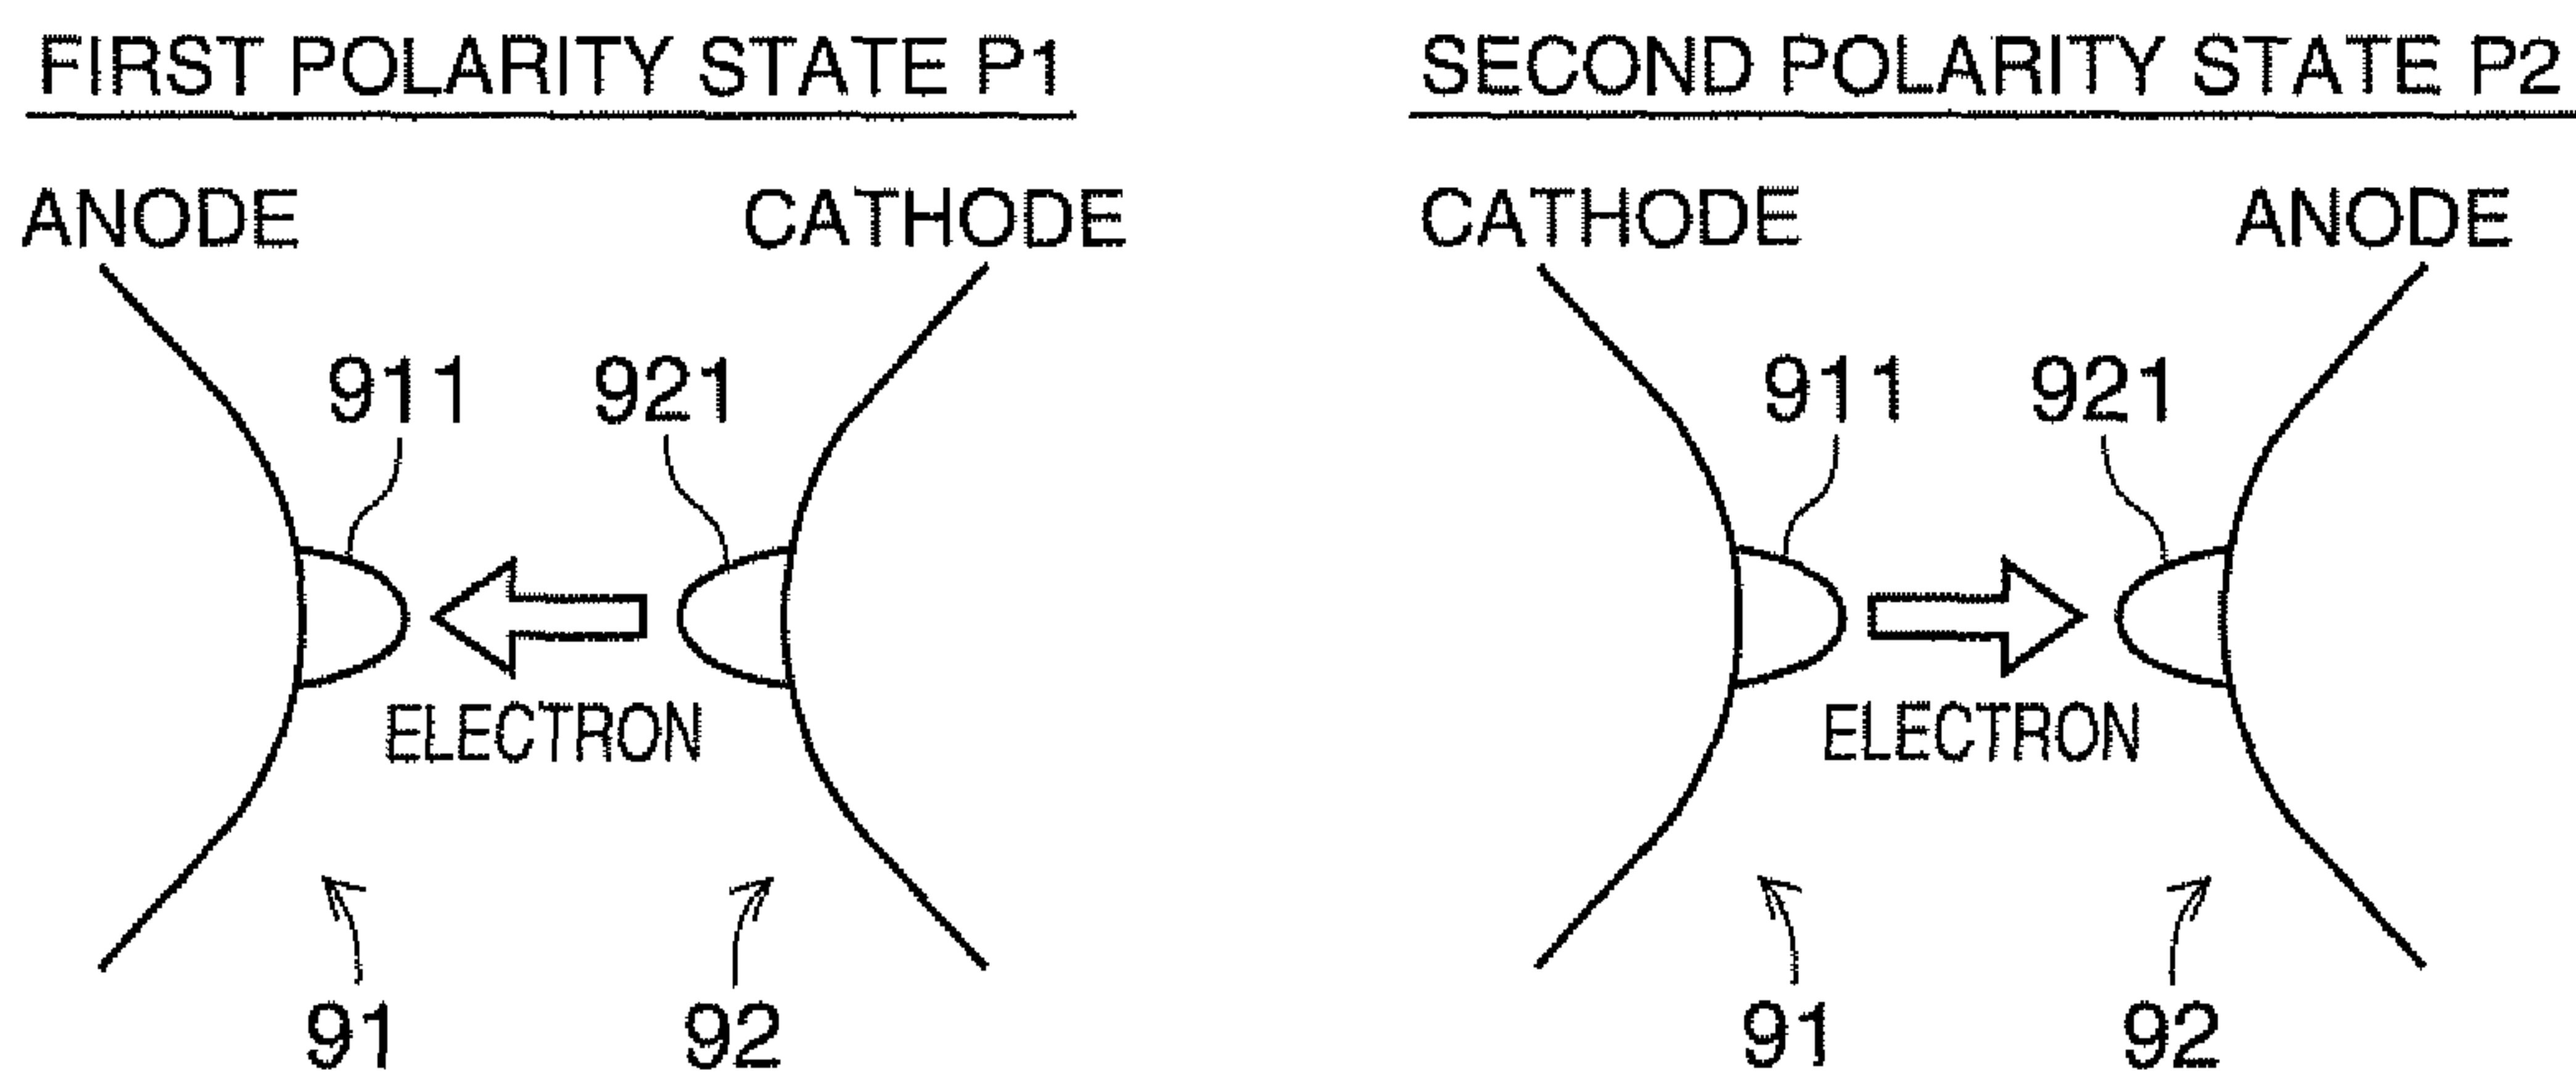 FIRST POLARITY STATE P1
ANODE CATHODE
911 921
ELECTRON
91 92
SECOND POLARITY STATE P2
CATHODE ANODE
911 921
ELECTRON
91 92